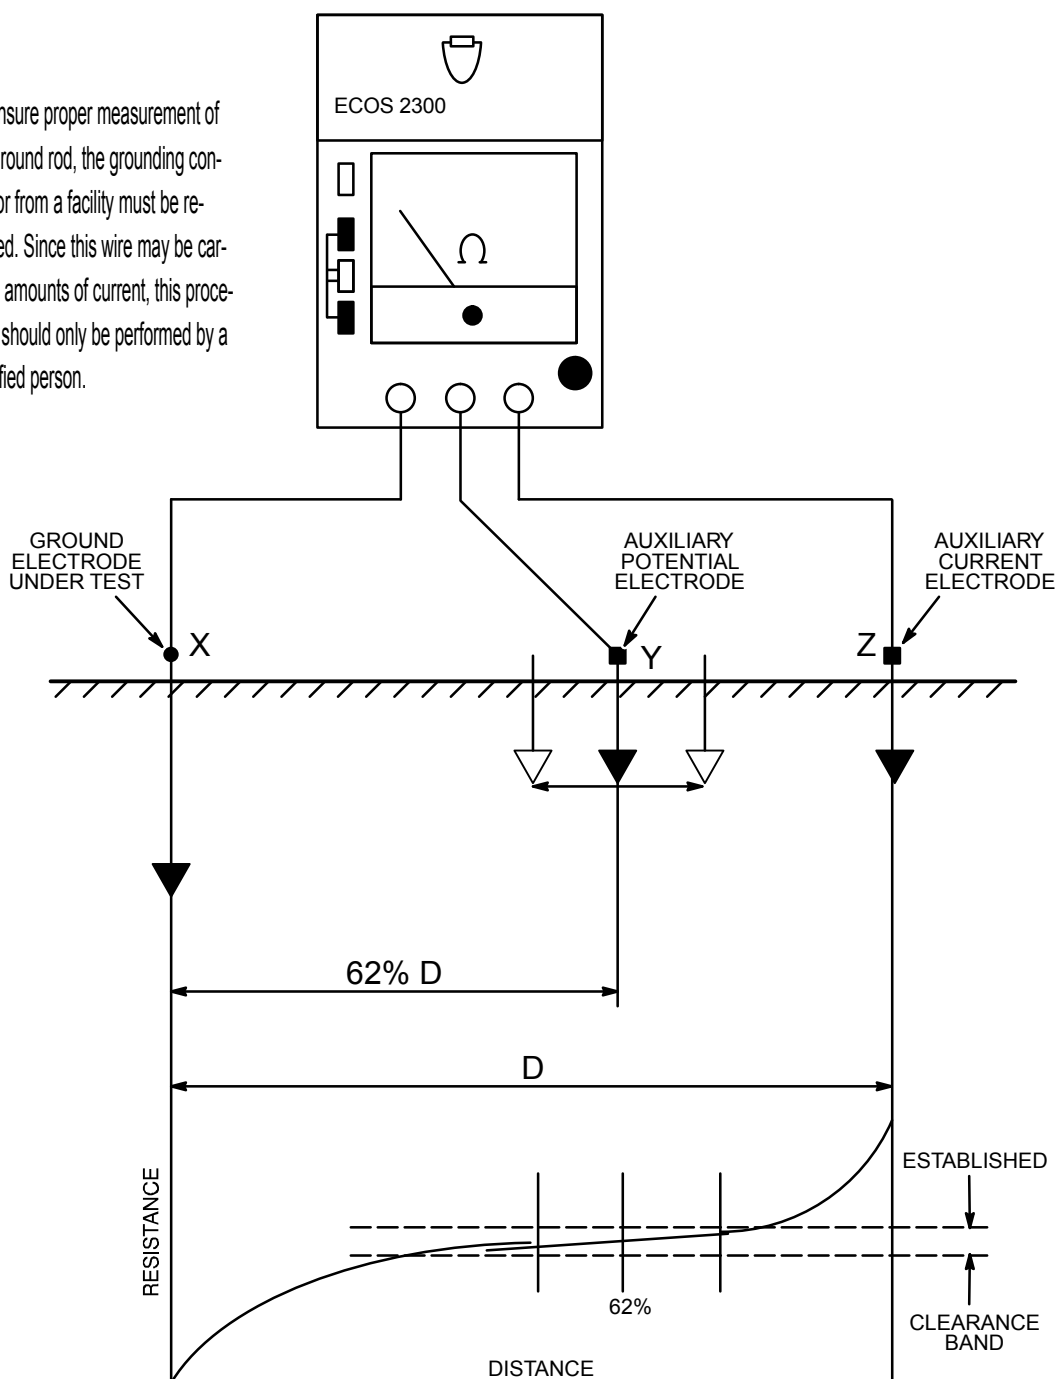 ECOS 2300
nsure proper measurement of
round rod, the grounding con-
or from a facility must be re-
ed. Since this wire may be car-
amounts of current, this proce-
should only be performed by a
fied person.
Ω
GROUND
ELECTRODE
UNDER TEST
AUXILIARY
POTENTIAL
ELECTRODE
AUXILIARY
CURRENT
ELECTRODE
X
Y
Z
62% D
D
RESISTANCE
ESTABLISHED
62%
CLEARANCE
BAND
DISTANCE